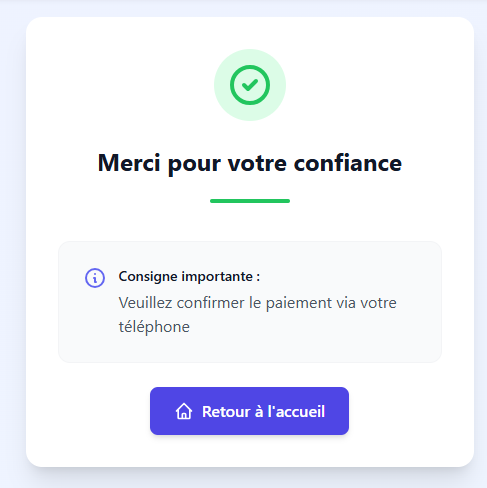 Merci pour votre confiance
Consigne importante :
Veuillez confirmer le paiement via votre
téléphone
Retour à l'accueil